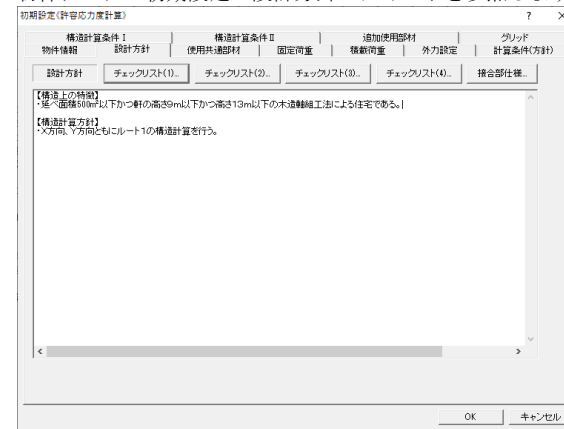 初期設定(許容応力度計算)
? ×
構造計算条件Ⅰ 構造計算条件Ⅱ 追加使用部材 グリッド
物件情報 設計方針 使用共通部材 固定荷重 積載荷重 外力設定 計算条件(方針)
設計方針 チェックリスト(1).. チェックリスト(2).. チェックリスト(3).. チェックリスト(4).. 接合部仕様..
【構造上の特徴】
・延べ面積500㎡以下かつ軒の高さ9m以下かつ高さ13m以下の木造軸組工法による住宅である。
【構造計算方針】
・X方向、Y方向ともにルート1の構造計算を行う。
OK キャンセル